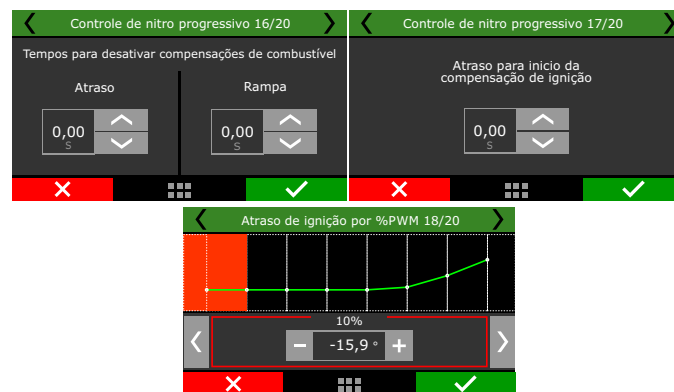 Controle de nitro progressivo 16/20
Tempos para desativar compensações de combustível
Atraso
Rampa
0,00
s
0,00
s
Controle de nitro progressivo 17/20
Atraso para inicio da
compensação de ignição
0,00
s
Atraso de ignição por %PWM 18/20
10%
-15,9 °